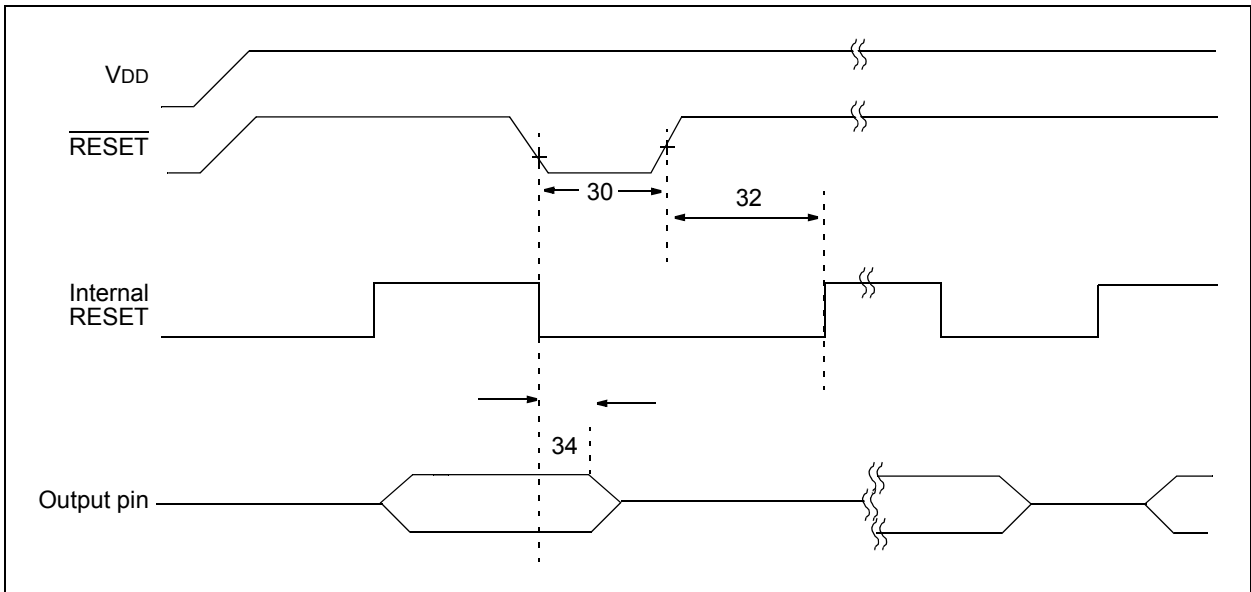 VDD
RESET
30
32
Internal
RESET
34
Output pin